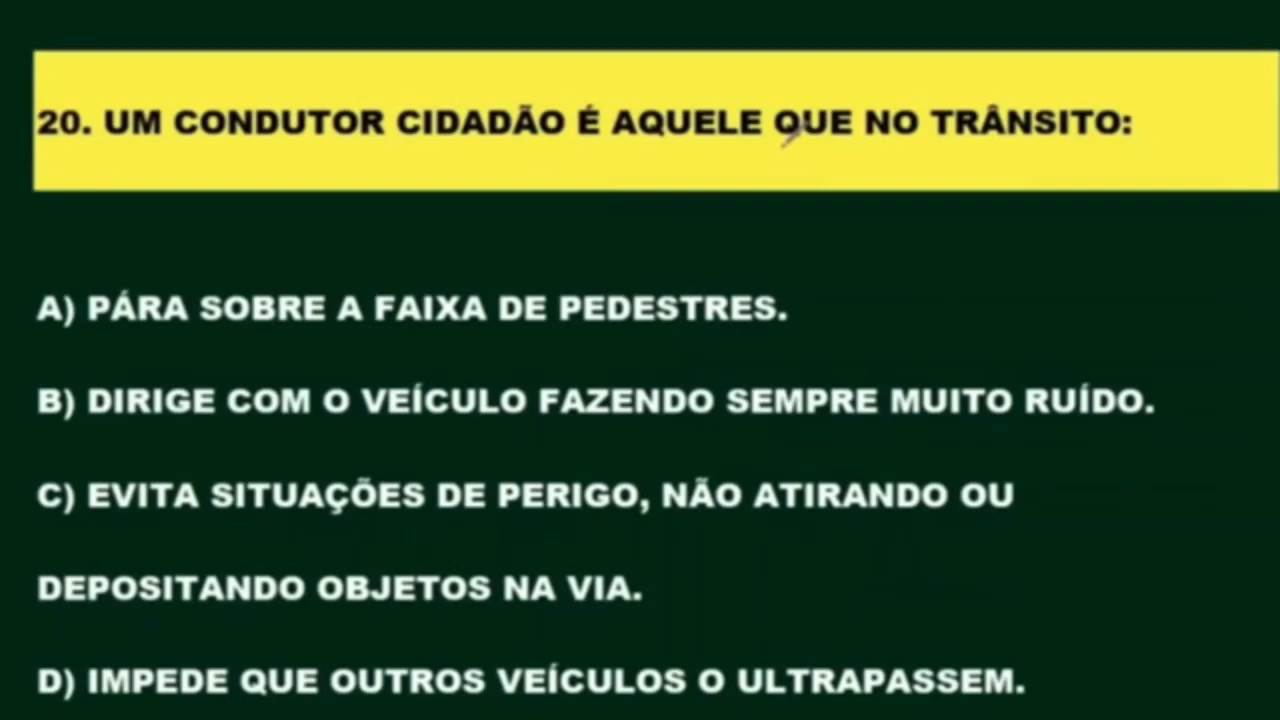 20. UM CONDUTOR CIDADÃO É AQUELE QUE NO TRÂNSITO:
A) PÁRA SOBRE A FAIXA DE PEDESTRES.
B) DIRIGE COM O VEÍCULO FAZENDO SEMPRE MUITO RUÍDO.
C) EVITA SITUAÇÕES DE PERIGO, NÃO ATIRANDO OU
DEPOSITANDO OBJETOS NA VIA.
D) IMPEDE QUE OUTROS VEÍCULOS O ULTRAPASSEM.